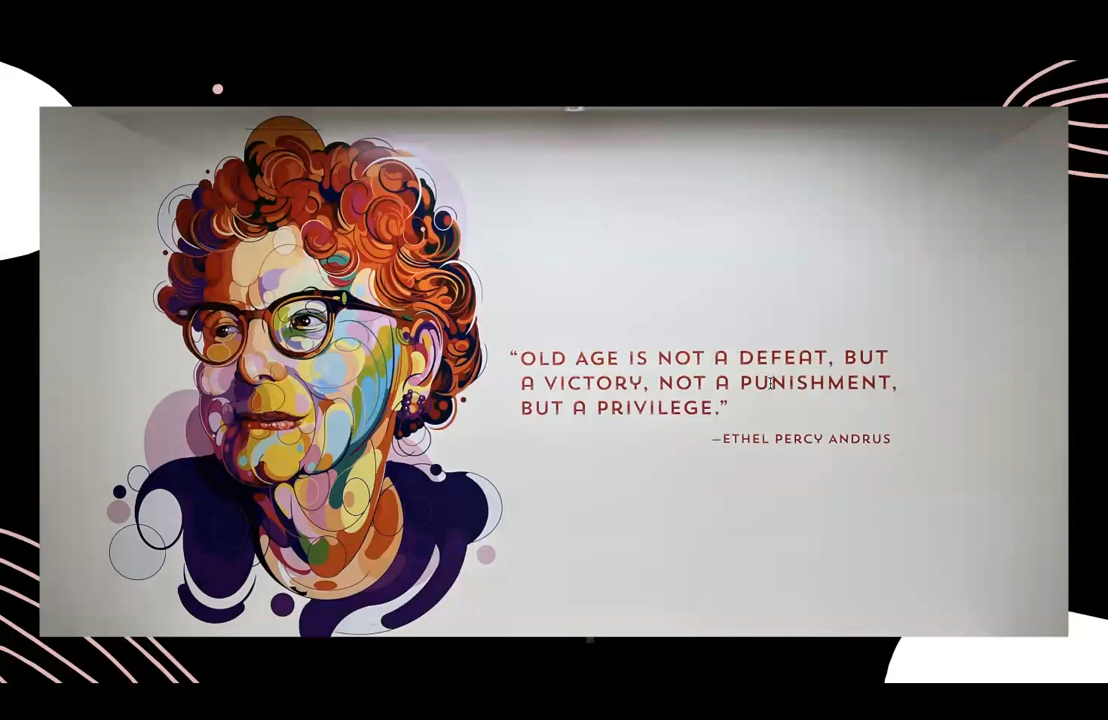 “OLD AGE IS NOT A DEFEAT, BUT
A VICTORY, NOT A PUNISHMENT,
BUT A PRIVILEGE.”
—ETHEL PERCY ANDRUS